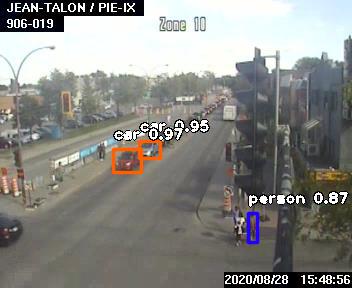 JEAN-TALON / PIE-IX
906-019
Zone 10
car 0.95
car 0.97
person 0.87
2020/08/28 15:48:56